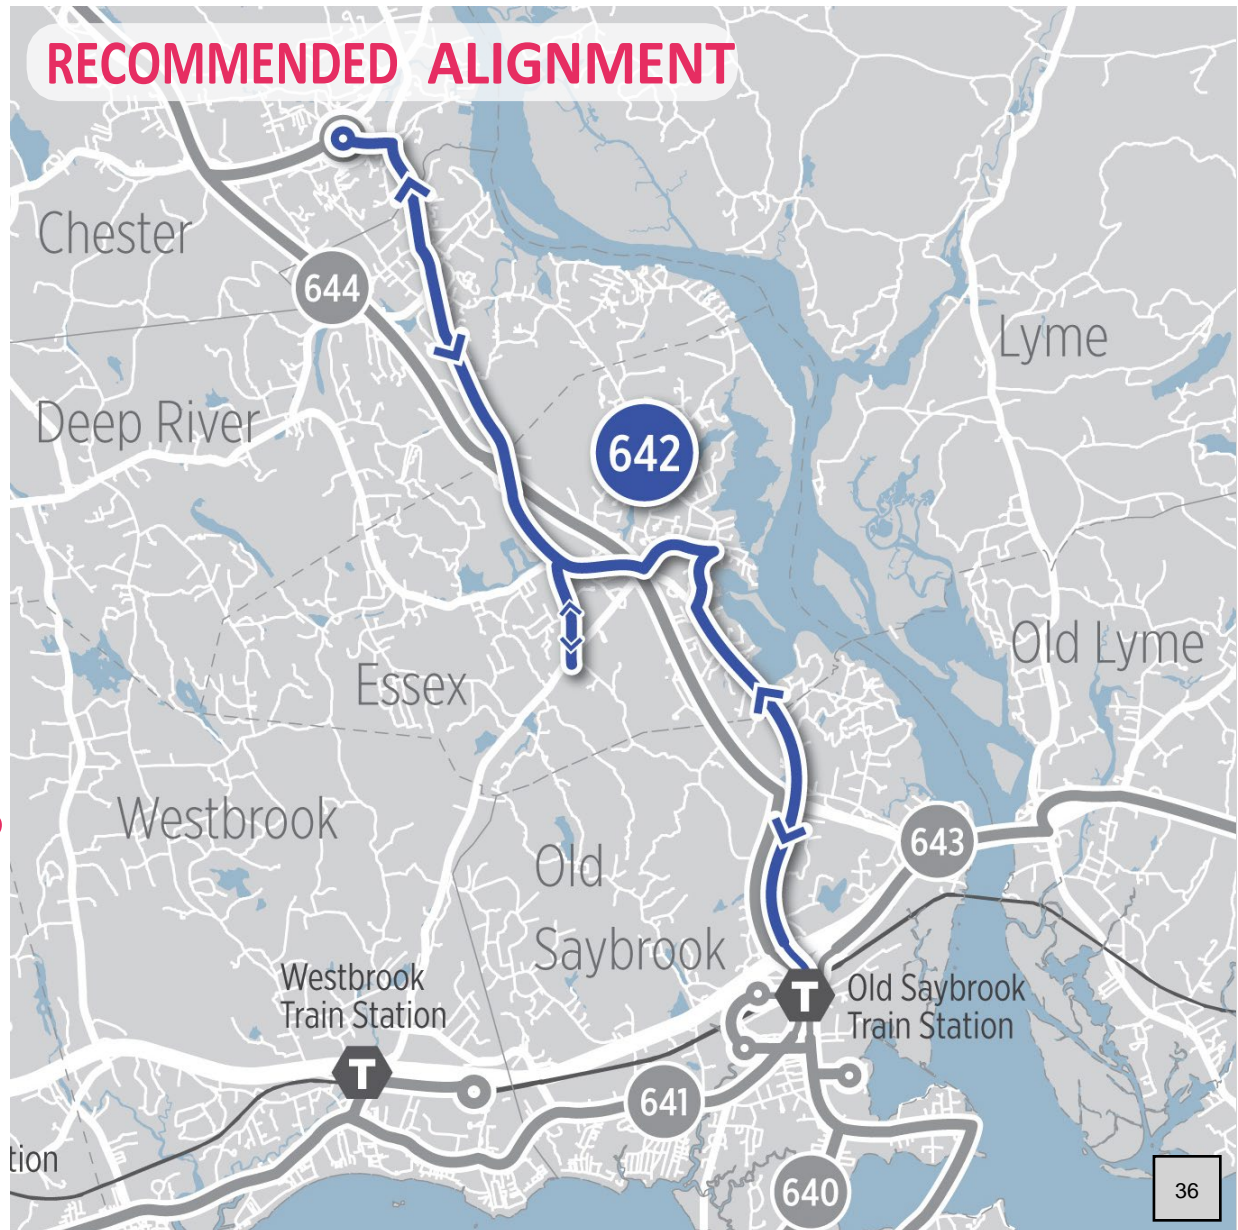 RECOMMENDED ALIGNMENT
Chester
644
Lyme
Deep River
642
Old Lyme
Essex
Westbrook
643
Old
Saybrook
Westbrook
Train Station
T
Old Saybrook
Train Station
T
641
tion
640
36